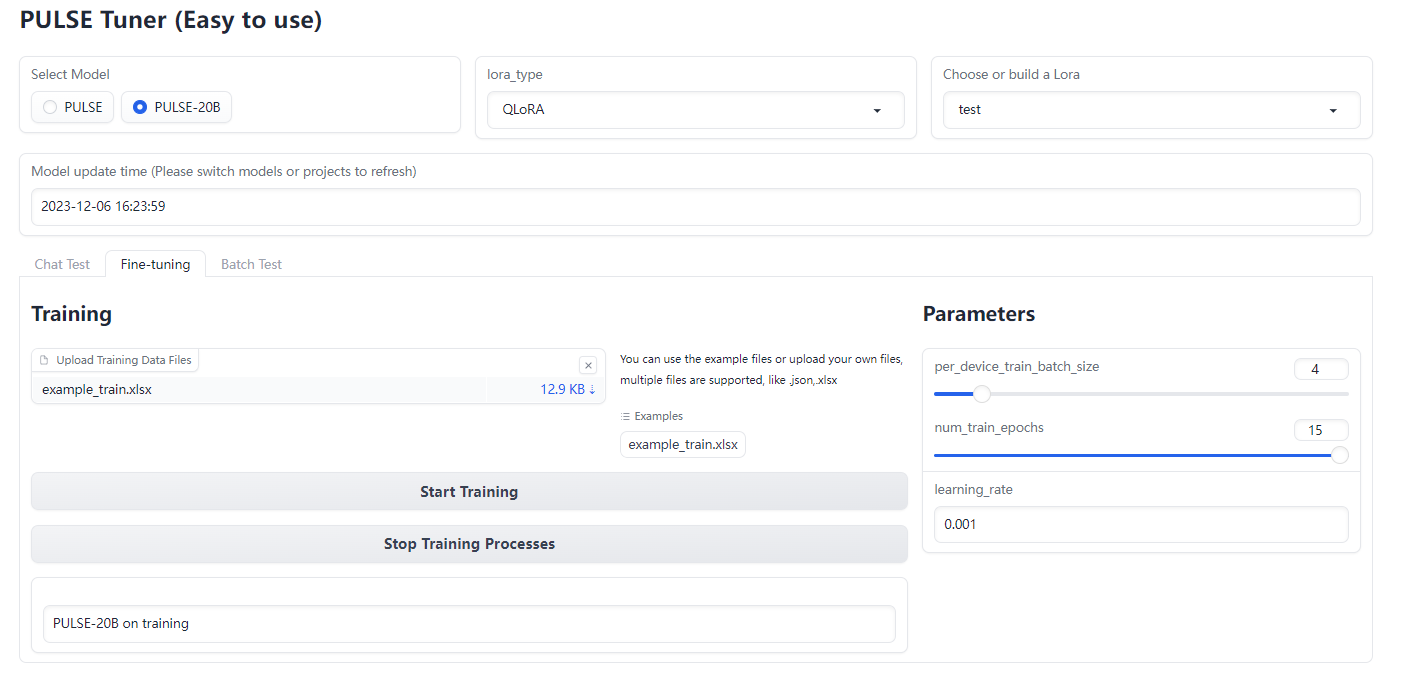 PULSE Tuner (Easy to use)
Select Model
PULSE
PULSE-20B
lora_type
QLoRA
Choose or build a Lora
test
Model update time (Please switch models or projects to refresh)
2023-12-06 16:23:59
Chat Test
Fine-tuning
Batch Test
Training
Upload Training Data Files
example_train.xlsx
12.9 KB ⇣
You can use the example files or upload your own files,
multiple files are supported, like .json,.xlsx
Examples
example_train.xlsx
Start Training
Stop Training Processes
PULSE-20B on training
Parameters
per_device_train_batch_size
4
num_train_epochs
15
learning_rate
0.001